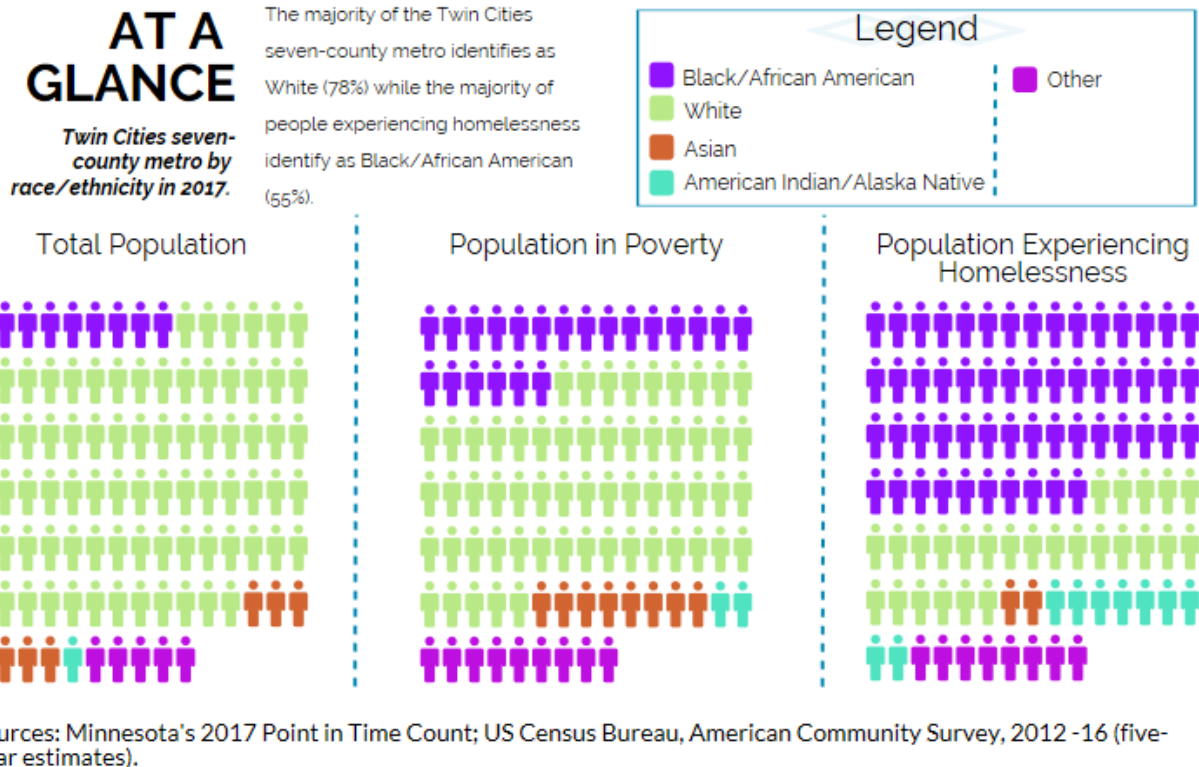 AT A
GLANCE
Twin Cities seven-
county metro by
race/ethnicity in 2017.
The majority of the Twin Cities
seven-county metro identifies as
White (78%) while the majority of
people experiencing homelessness
identify as Black/African American
(55%).
Legend
Black/African American
White
Asian
American Indian/Alaska Native
Other
Total Population
Population in Poverty
Population Experiencing
Homelessness
urces: Minnesota's 2017 Point in Time Count; US Census Bureau, American Community Survey, 2012 -16 (five-
ar estimates).